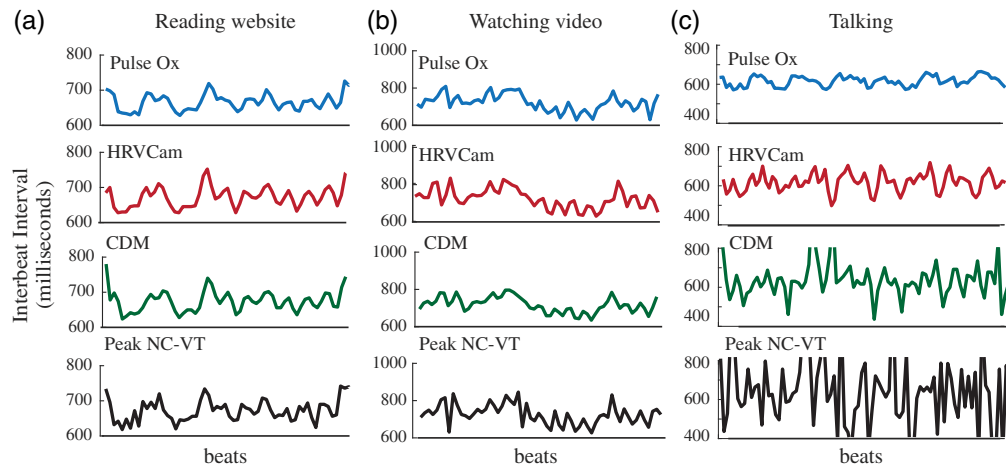 (a) Reading website
(b) Watching video
(c) Talking
Interbeat Interval
(milliseconds)
800
Pulse Ox
700
600
800
HRVCam
700
600
800
CDM
700
600
Peak NC-VT
800
700
600
beats
1000
Pulse Ox
800
600
1000
HRVCam
800
600
1000
CDM
800
600
Peak NC-VT
1000
800
600
beats
800
Pulse Ox
600
400
800
HRVCam
600
400
CDM
800
600
400
Peak NC-VT
800
600
400
beats